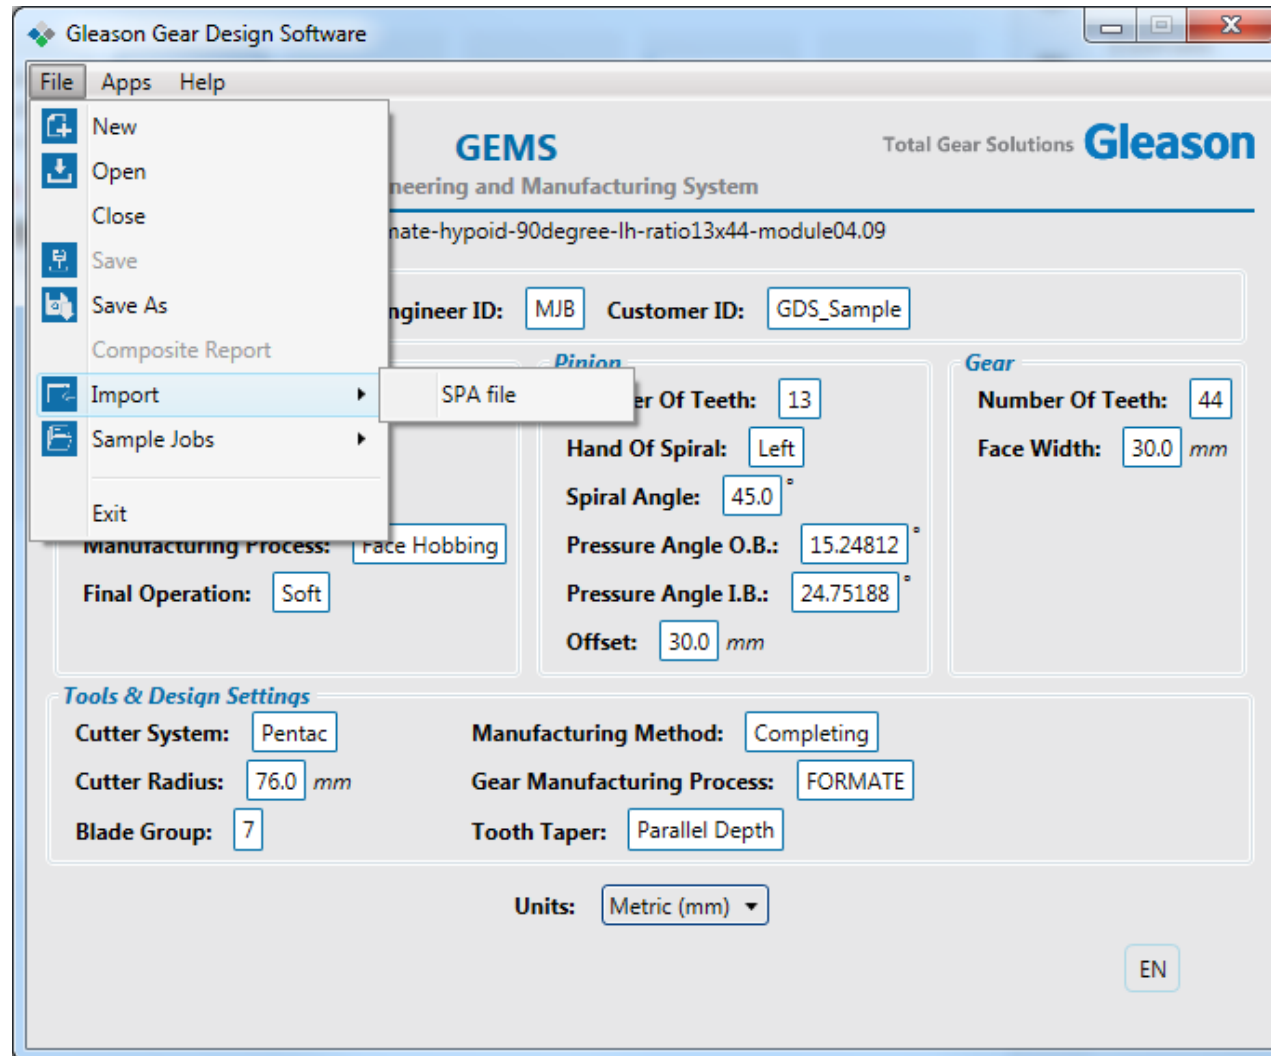 Gleason Gear Design Software
File Apps Help
New
Open
Close
Save
Save As
Composite Report
Import
SPA file
Sample Jobs
Exit
GEMS
Total Gear Solutions Gleason
neering and Manufacturing System
nate-hypoid-90degree-lh-ratio13x44-module04.09
ngineer ID: MJB Customer ID: GDS_Sample
Manufacturing Process: Face Hobbing
Final Operation: Soft
Pinion
er Of Teeth: 13
Hand Of Spiral: Left
Spiral Angle: 45.0 °
Pressure Angle O.B.: 15.24812 °
Pressure Angle I.B.: 24.75188 °
Offset: 30.0 mm
Gear
Number Of Teeth: 44
Face Width: 30.0 mm
Tools & Design Settings
Cutter System: Pentac
Cutter Radius: 76.0 mm
Blade Group: 7
Manufacturing Method: Completing
Gear Manufacturing Process: FORMATE
Tooth Taper: Parallel Depth
Units: Metric (mm)
EN